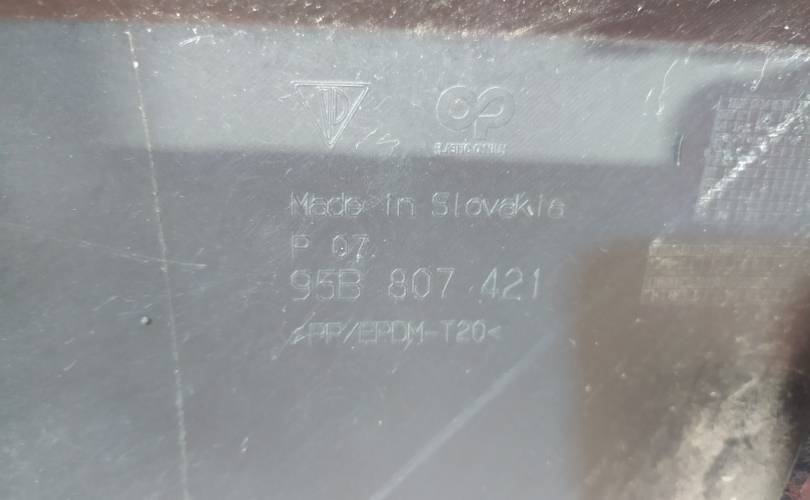 Made in Slovakia
P 07
95B 807 421
>PP/EPDM-T20<